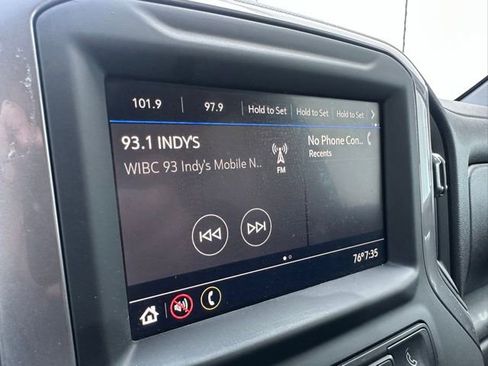 101.9 97.9 Hold to Set Hold to Set Hold to Set
93.1 INDY'S
WIBC 93 Indy's Mobile N..
FM
No Phone Con..
Recents
76° 7:35